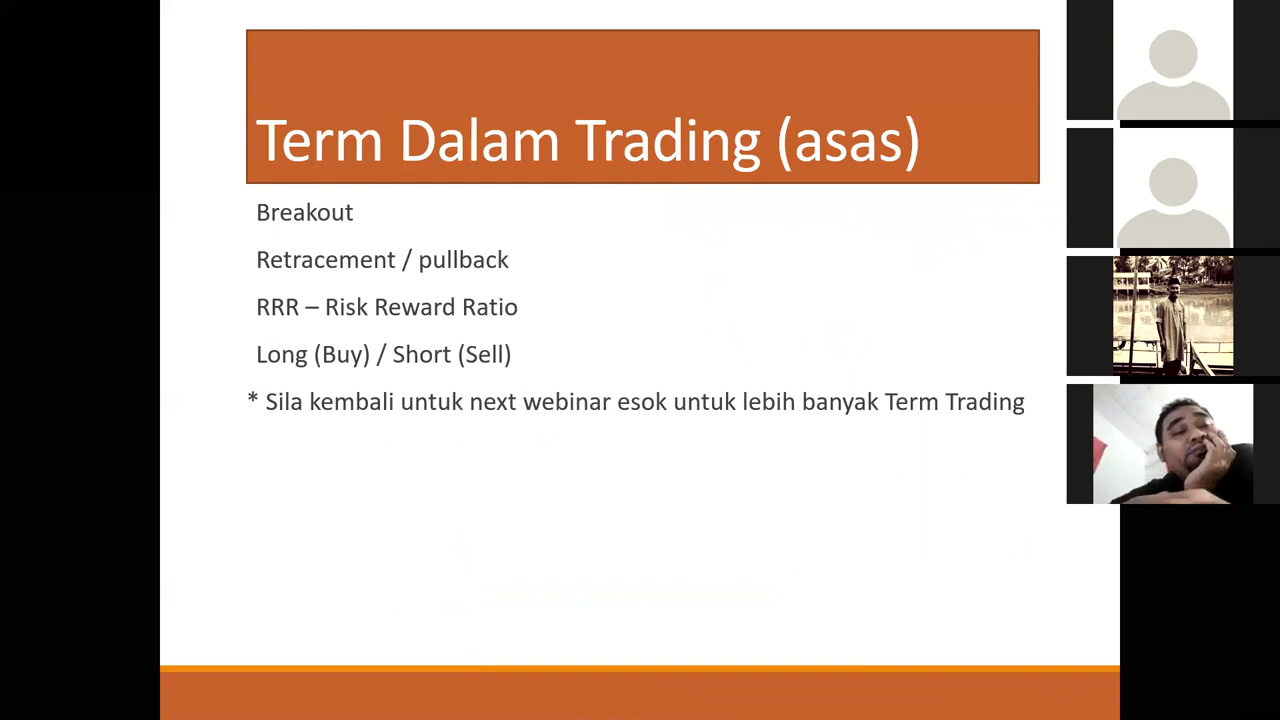 Term Dalam Trading (asas)
Breakout
Retracement / pullback
RRR – Risk Reward Ratio
Long (Buy) / Short (Sell)
* Sila kembali untuk next webinar esok untuk lebih banyak Term Trading